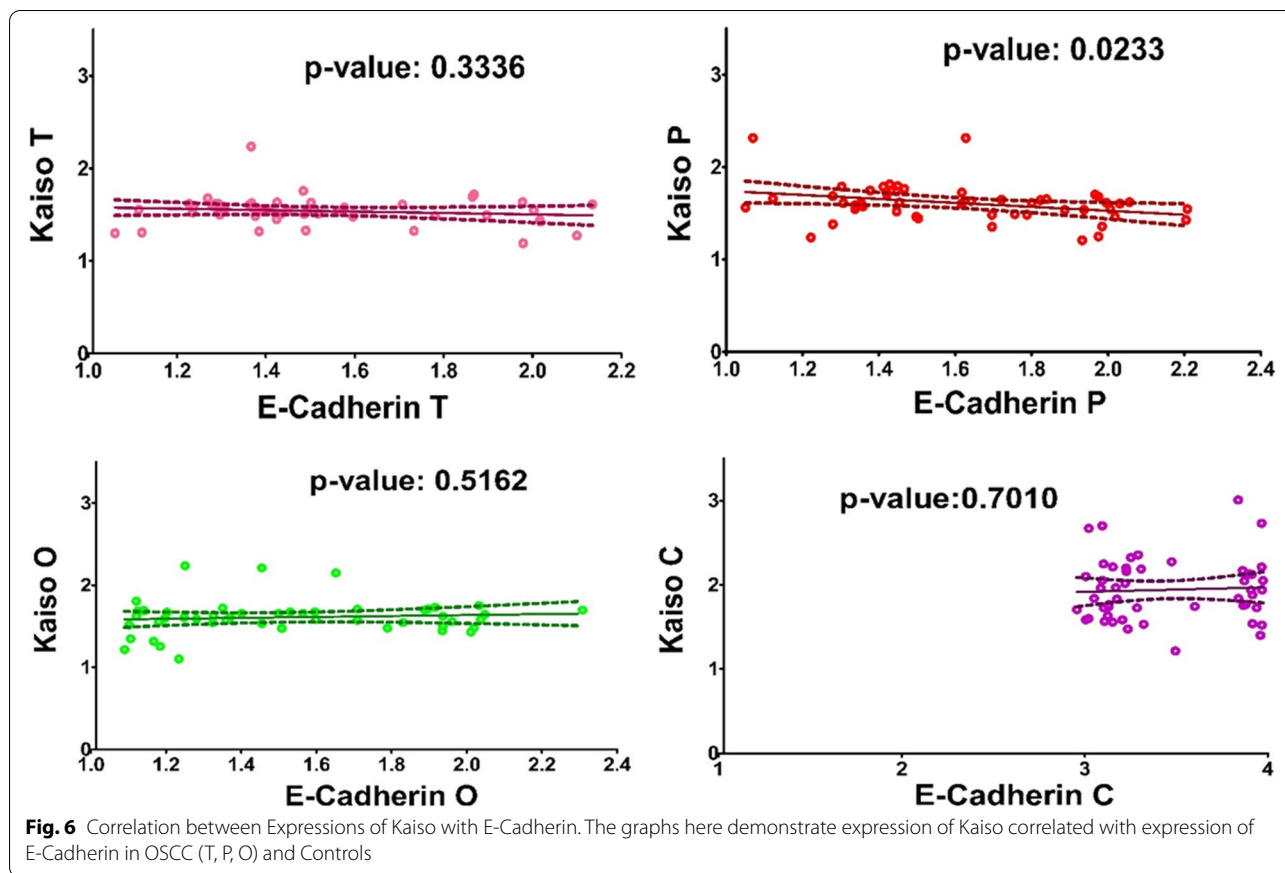 p-value: 0.3336
Kaiso T
3
2
1
0
1.0 1.2 1.4 1.6 1.8 2.0 2.2
E-Cadherin T
p-value: 0.0233
Kaiso P
3
2
1
0
1.0 1.2 1.4 1.6 1.8 2.0 2.2 2.4
E-Cadherin P
p-value: 0.5162
Kaiso O
3
2
1
0
1.0 1.2 1.4 1.6 1.8 2.0 2.2 2.4
E-Cadherin O
p-value:0.7010
Kaiso C
3
2
1
0
1 2 3 4
E-Cadherin C
Fig. 6 Correlation between Expressions of Kaiso with E-Cadherin. The graphs here demonstrate expression of Kaiso correlated with expression of
E-Cadherin in OSCC (T, P, O) and Controls